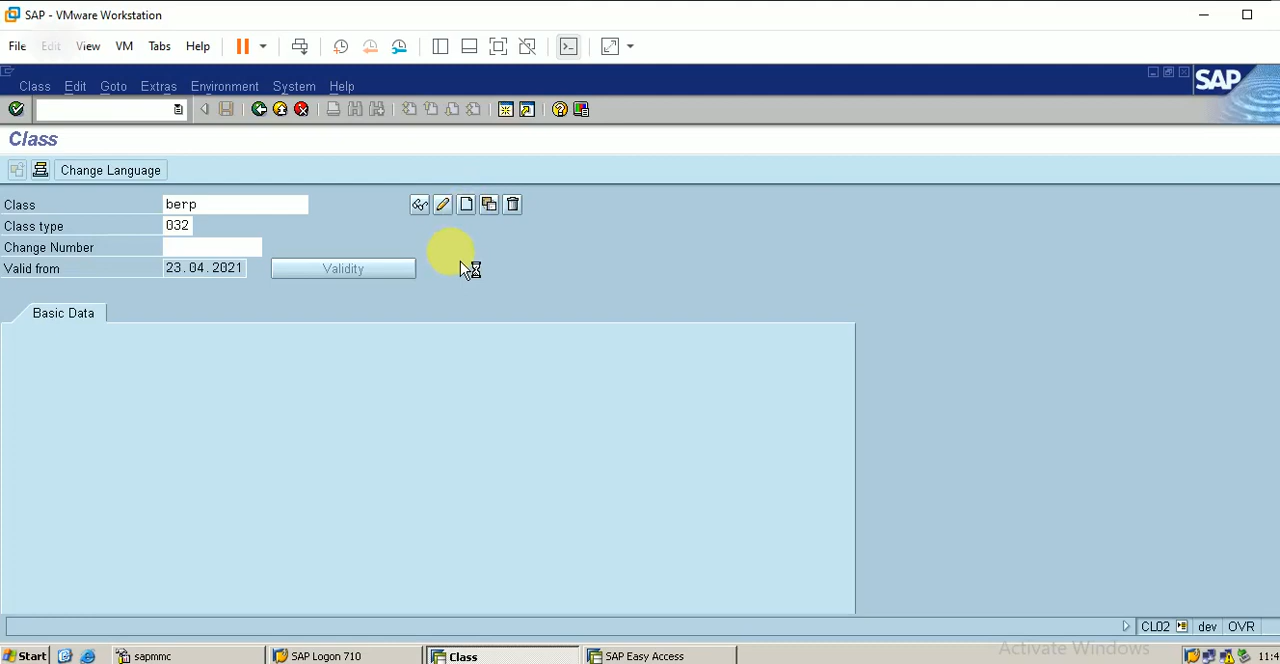 SAP - VMware Workstation
File Edit View VM Tabs Help
Class Edit Goto Extras Environment System Help
SAP
Class
Change Language
Class berp
Class type 032
Change Number
Valid from 23.04.2021 Validity
Basic Data
CL02 dev OVR
Activate Windows
Start sapmmc SAP Logon 710 Class SAP Easy Access 11:4